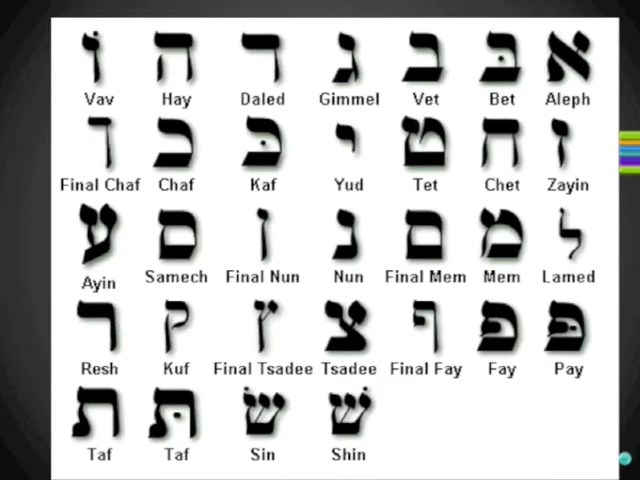 א בּ ב ג ד ה וֹ
Aleph Bet Vet Gimmel Daled Hay Vav
ז ח ט י כּ כ ך
Zayin Chet Tet Yud Kaf Chaf Final Chaf
ל מ ם נ ן ס ע
Lamed Mem Final Mem Nun Final Nun Samech Ayin
פּ פ ף צ ץ ק ר
Pay Fay Final Fay Tsadee Final Tsadee Kuf Resh
שׁ שׂ תּ ת
Shin Sin Taf Taf